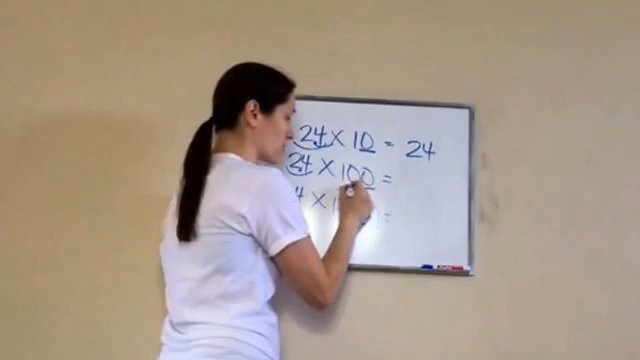 24 X 10 = 24
24 X 100 =
4 X 1 =